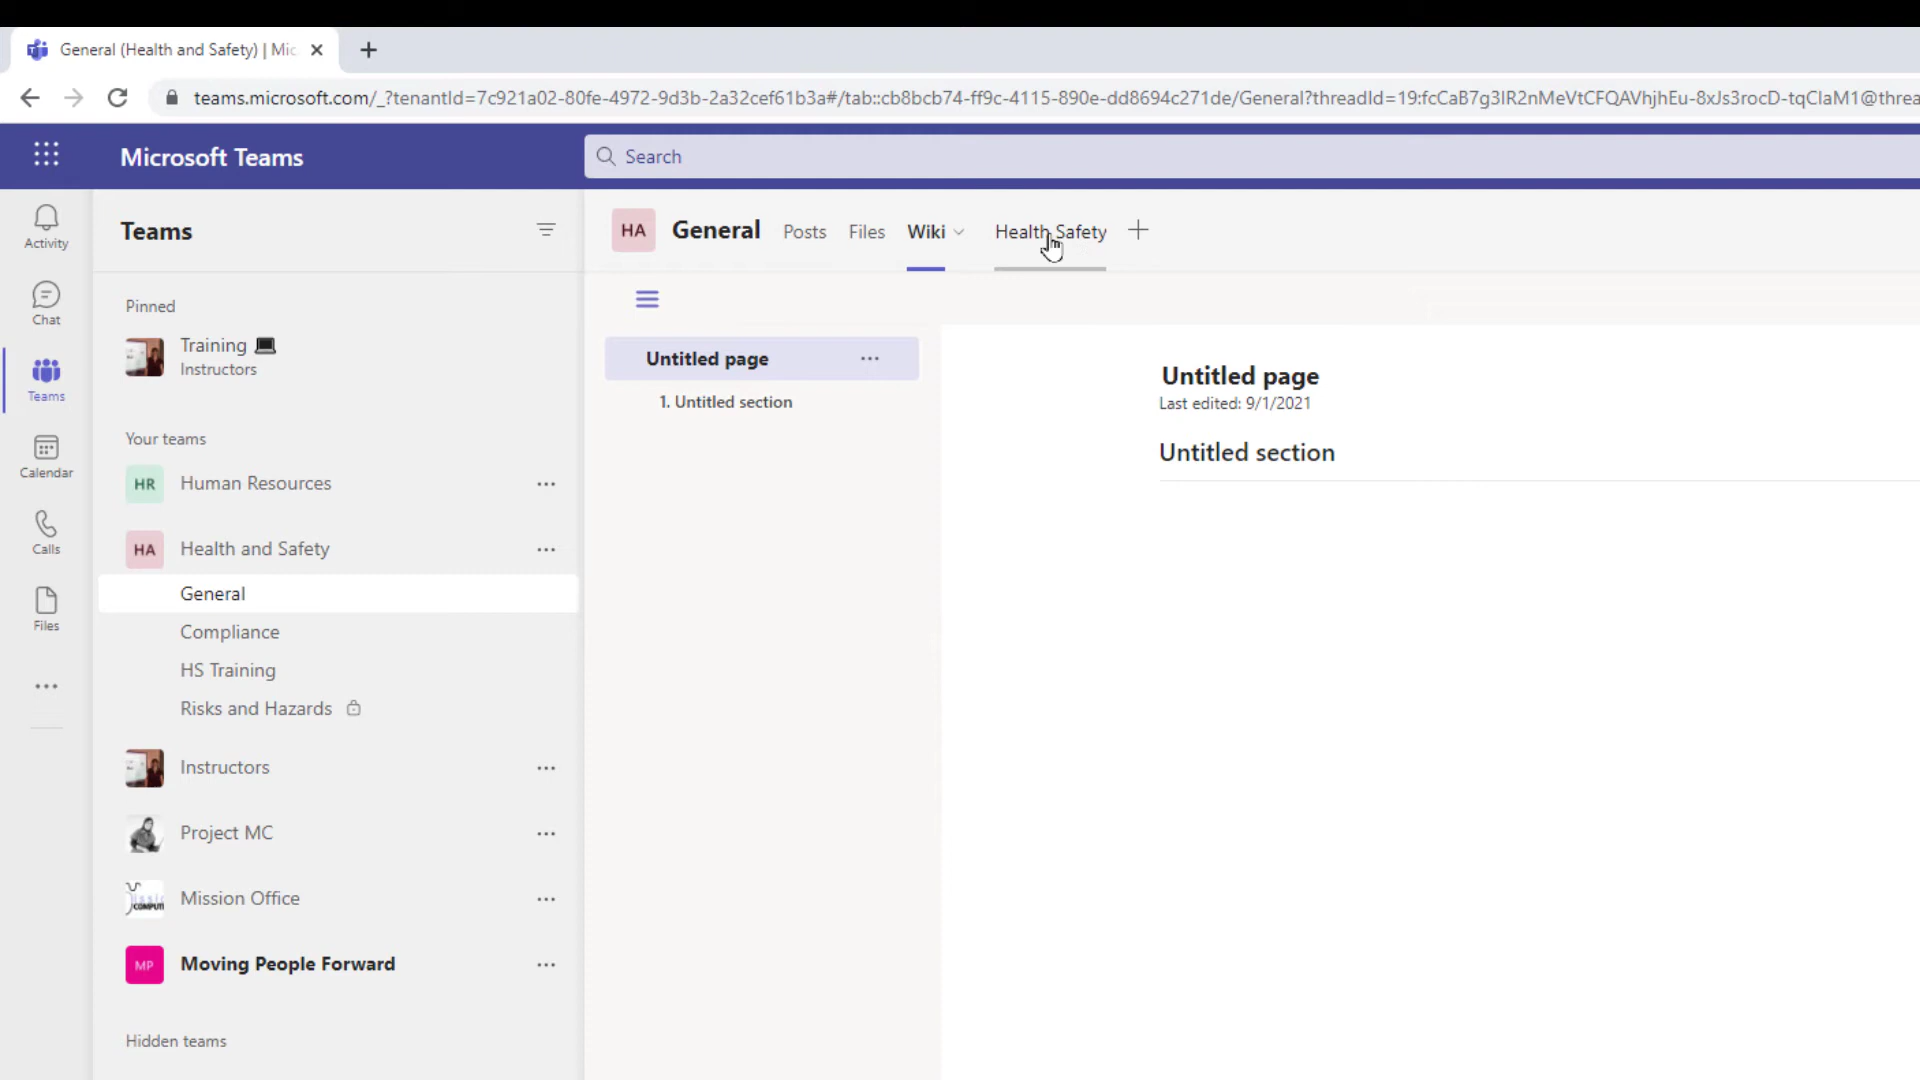 General (Health and Safety) | Mic
teams.microsoft.com/_?tenantId=7c921a02-80fe-4972-9d3b-2a32cef61b3a#/tab::cb8bcb74-ff9c-4115-890e-dd8694c271de/General?threadId=19:fcCaB7g3lR2nMeVtCFQAVhjhEu-8xJs3rocD-tqClaM1@threa
Microsoft Teams
Search
Activity
Chat
Teams
Calendar
Calls
Files
Teams
Pinned
Training
Instructors
Your teams
HR Human Resources
HA Health and Safety
General
Compliance
HS Training
Risks and Hazards
Instructors
Project MC
Mission Office
MP Moving People Forward
Hidden teams
HA General Posts Files Wiki Health Safety
Untitled page
1. Untitled section
Untitled page
Last edited: 9/1/2021
Untitled section